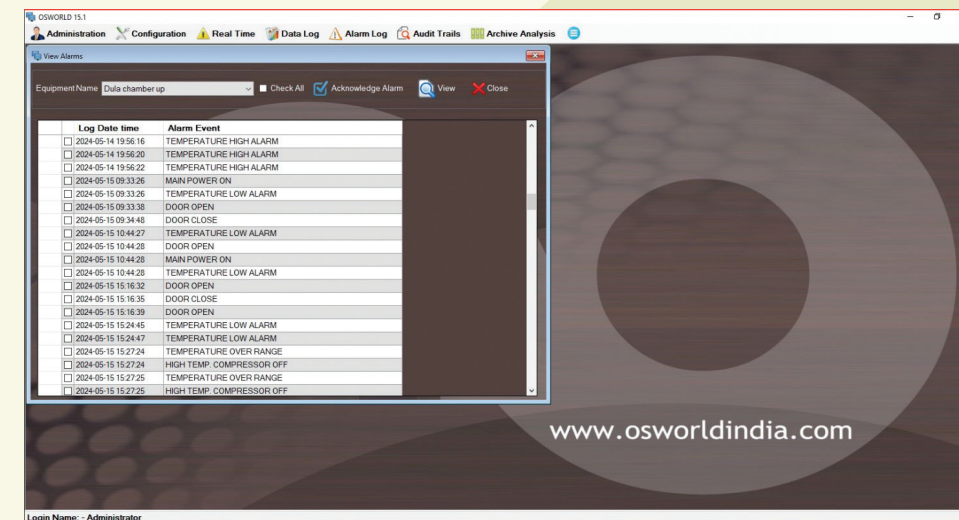 OSWORLD 15.1
Administration Configuration Real Time Data Log Alarm Log Audit Trails Archive Analysis
View Alarms
Equipment Name Dula chamber up Check All Acknowledge Alarm View Close
Log Date time Alarm Event
2024-05-14 19:56:16 TEMPERATURE HIGH ALARM
2024-05-14 19:56:20 TEMPERATURE HIGH ALARM
2024-05-14 19:56:22 TEMPERATURE HIGH ALARM
2024-05-15 09:33:26 MAIN POWER ON
2024-05-15 09:33:26 TEMPERATURE LOW ALARM
2024-05-15 09:33:38 DOOR OPEN
2024-05-15 09:34:48 DOOR CLOSE
2024-05-15 10:44:27 TEMPERATURE LOW ALARM
2024-05-15 10:44:28 DOOR OPEN
2024-05-15 10:44:28 MAIN POWER ON
2024-05-15 10:44:28 TEMPERATURE LOW ALARM
2024-05-15 15:16:32 DOOR OPEN
2024-05-15 15:16:35 DOOR CLOSE
2024-05-15 15:16:39 DOOR OPEN
2024-05-15 15:24:45 TEMPERATURE LOW ALARM
2024-05-15 15:24:47 TEMPERATURE LOW ALARM
2024-05-15 15:27:24 TEMPERATURE OVER RANGE
2024-05-15 15:27:24 HIGH TEMP. COMPRESSOR OFF
2024-05-15 15:27:25 TEMPERATURE OVER RANGE
2024-05-15 15:27:25 HIGH TEMP. COMPRESSOR OFF
www.osworldindia.com
Login Name: - Administrator